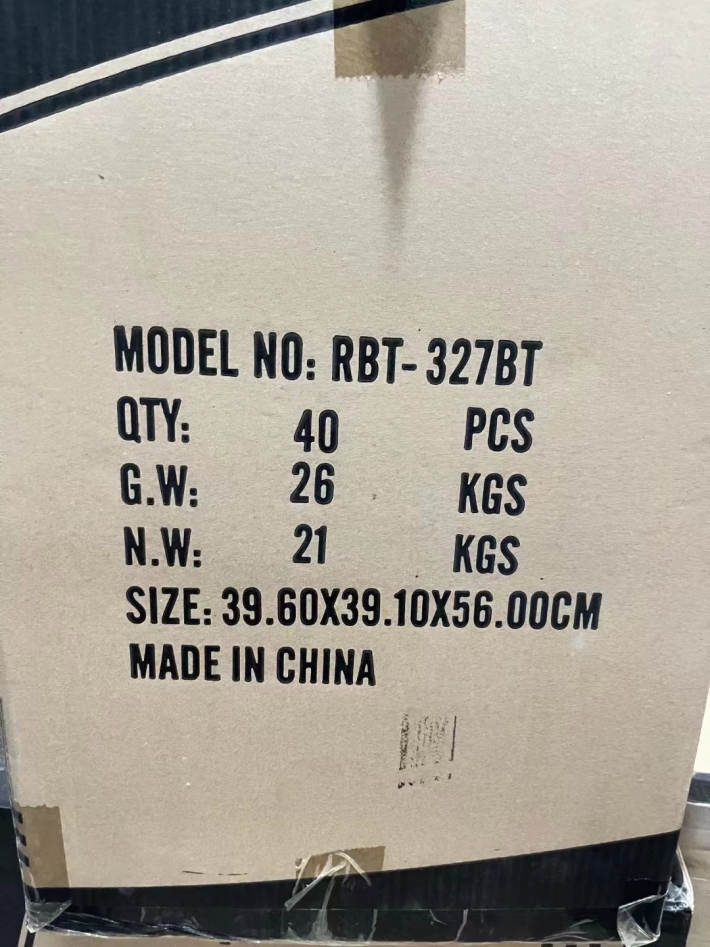 MODEL NO: RBT-327BT
QTY: 40 PCS
G.W: 26 KGS
N.W: 21 KGS
SIZE: 39.60X39.10X56.00CM
MADE IN CHINA